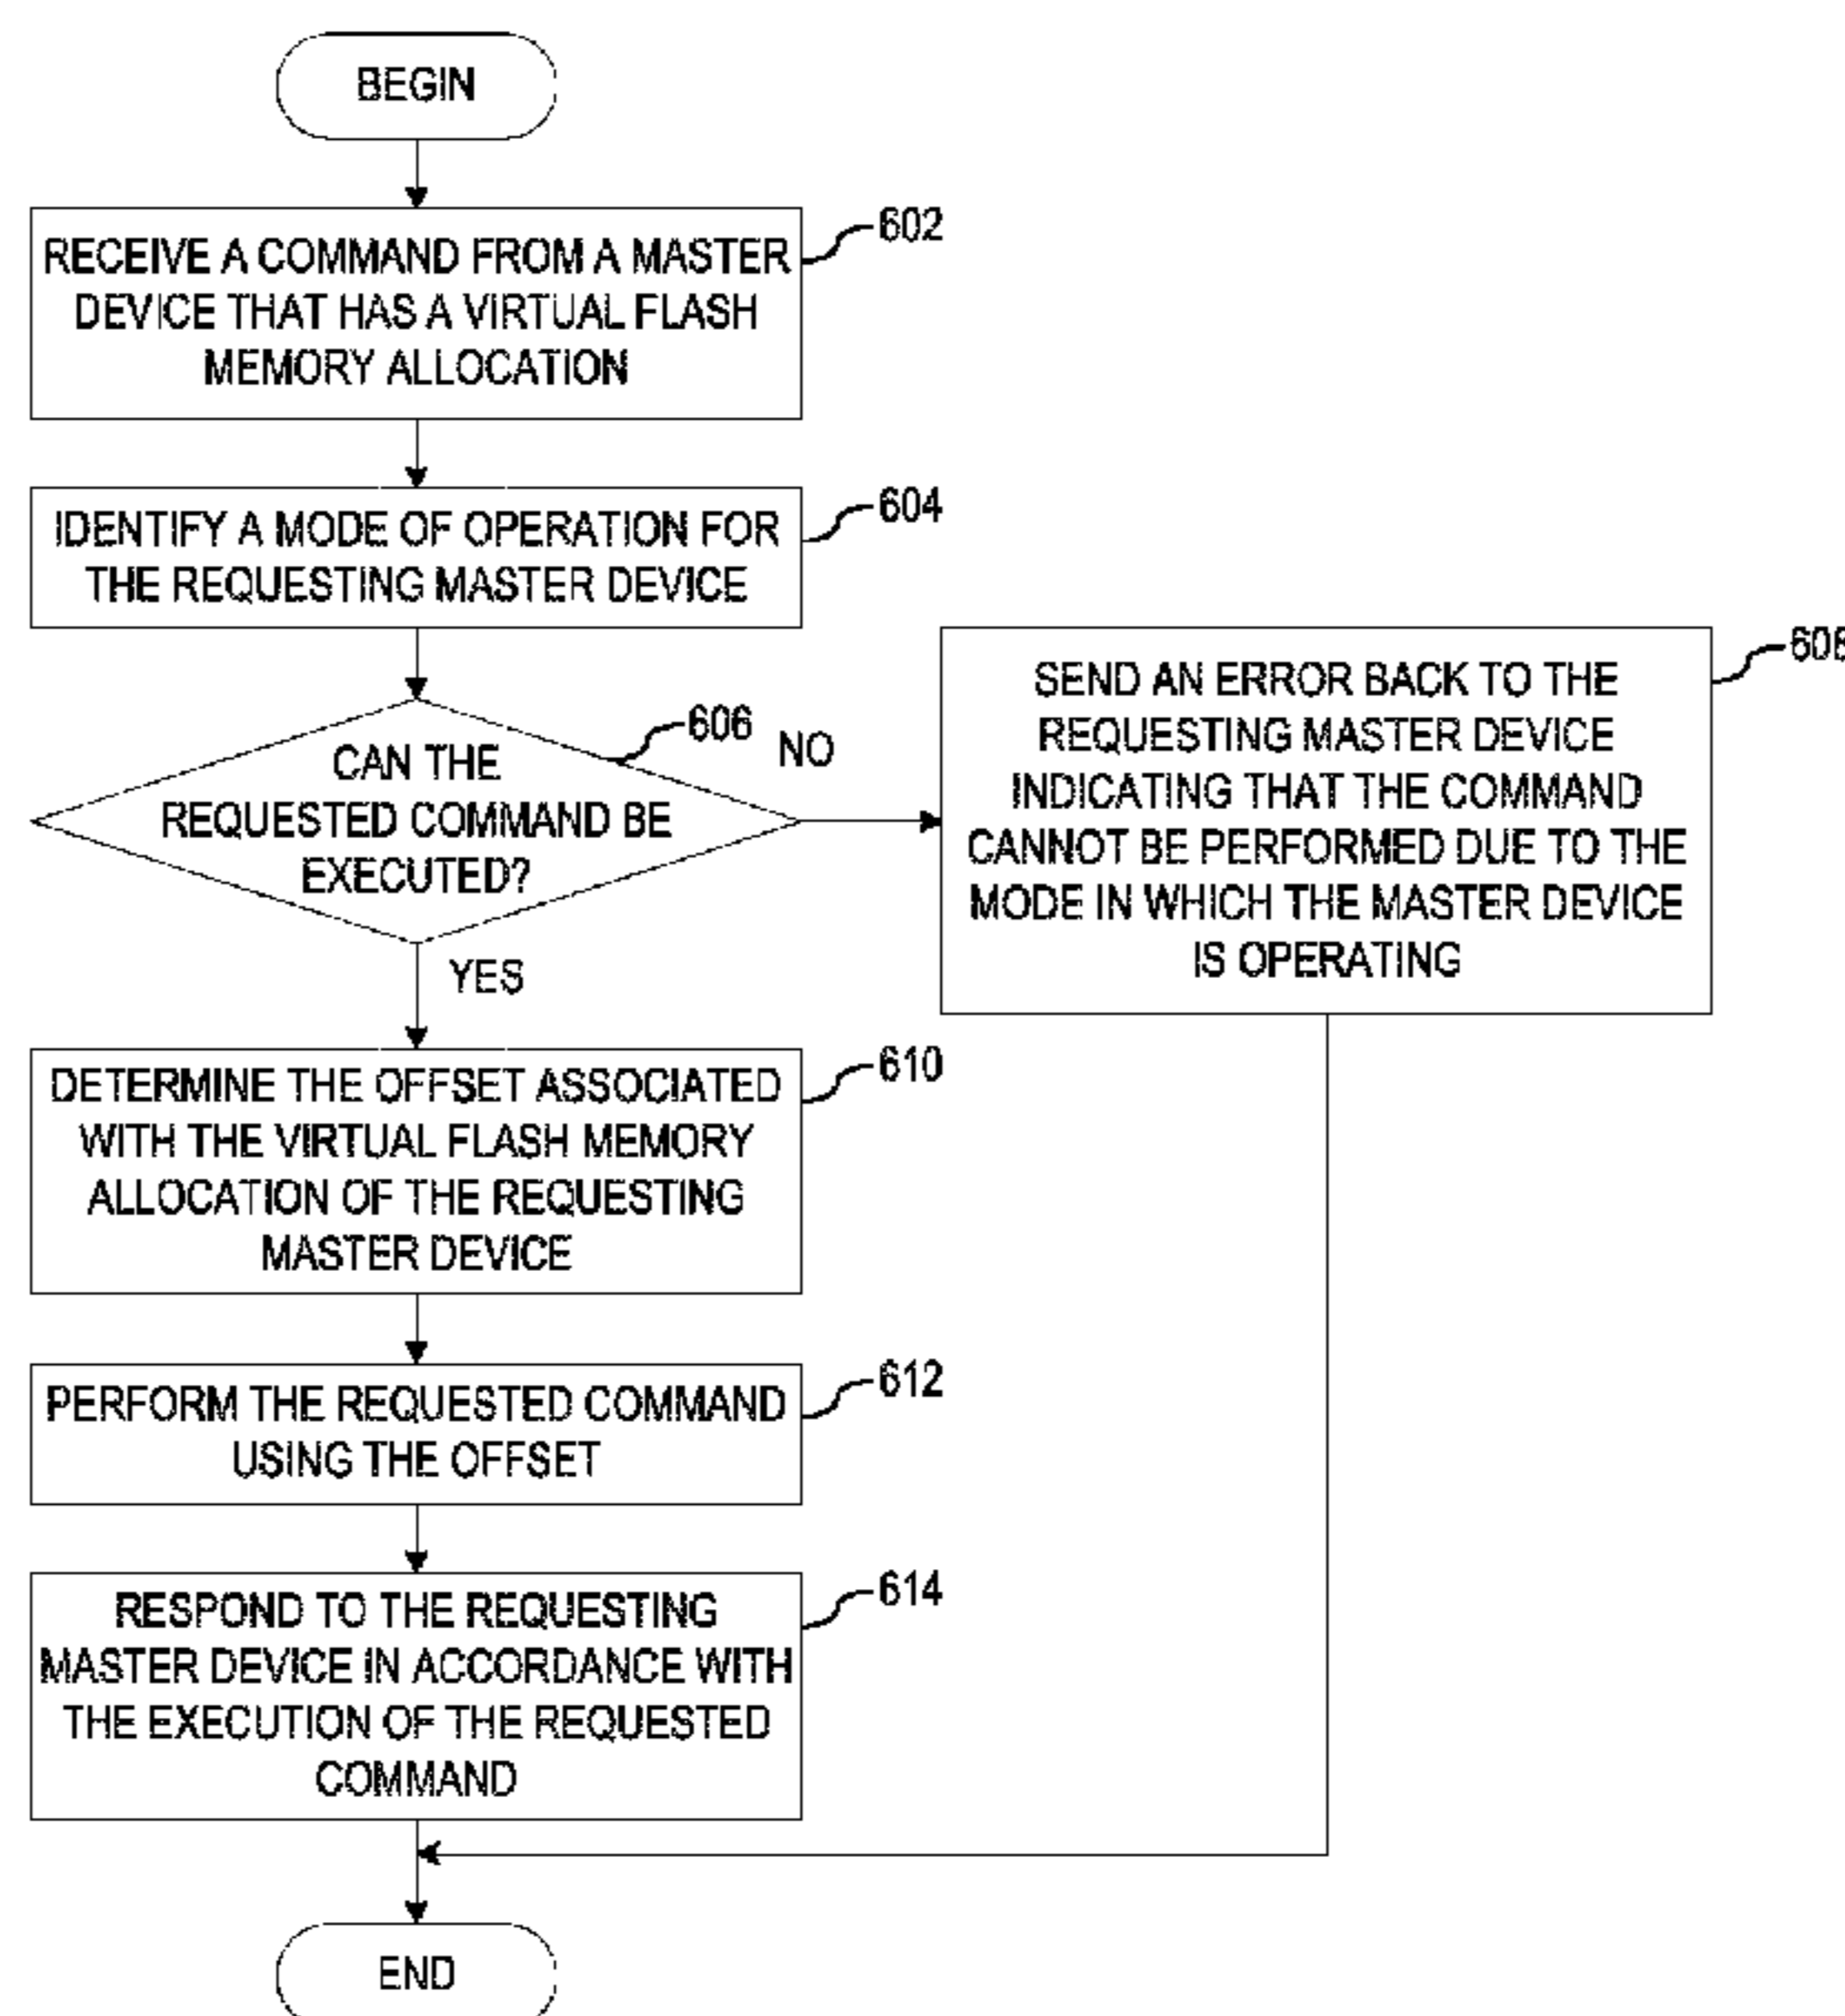 BEGIN
RECEIVE A COMMAND FROM A MASTER
DEVICE THAT HAS A VIRTUAL FLASH
MEMORY ALLOCATION
602
IDENTIFY A MODE OF OPERATION FOR
THE REQUESTING MASTER DEVICE
604
CAN THE
REQUESTED COMMAND BE
EXECUTED?
606
NO
SEND AN ERROR BACK TO THE
REQUESTING MASTER DEVICE
INDICATING THAT THE COMMAND
CANNOT BE PERFORMED DUE TO THE
MODE IN WHICH THE MASTER DEVICE
IS OPERATING
608
YES
DETERMINE THE OFFSET ASSOCIATED
WITH THE VIRTUAL FLASH MEMORY
ALLOCATION OF THE REQUESTING
MASTER DEVICE
610
PERFORM THE REQUESTED COMMAND
USING THE OFFSET
612
RESPOND TO THE REQUESTING
MASTER DEVICE IN ACCORDANCE WITH
THE EXECUTION OF THE REQUESTED
COMMAND
614
END